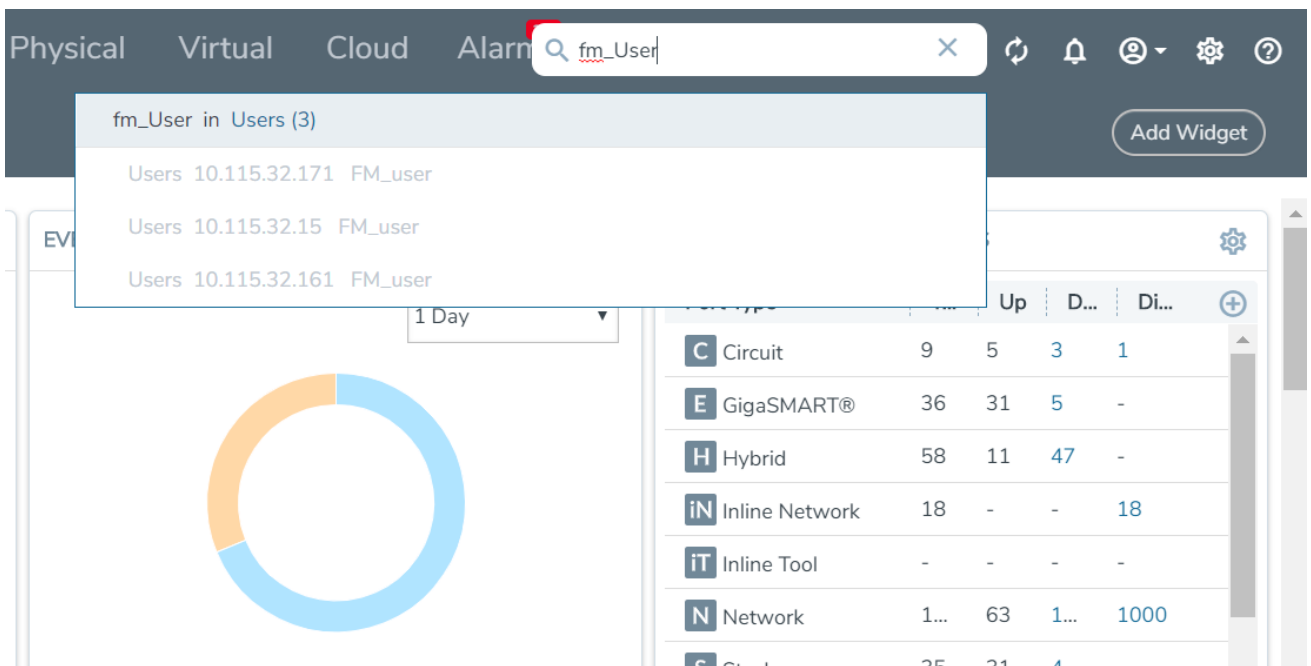 Physical Virtual Cloud Alarm fm_User
fm_User in Users (3)
Add Widget
Users 10.115.32.171 FM_user
Users 10.115.32.15 FM_user
Users 10.115.32.161 FM_user
Up D... Di...
1 Day
C Circuit 9 5 3 1
E GigaSMART® 36 31 5 -
H Hybrid 58 11 47 -
iN Inline Network 18 - - 18
iT Inline Tool - - - -
N Network 1... 63 1... 1000